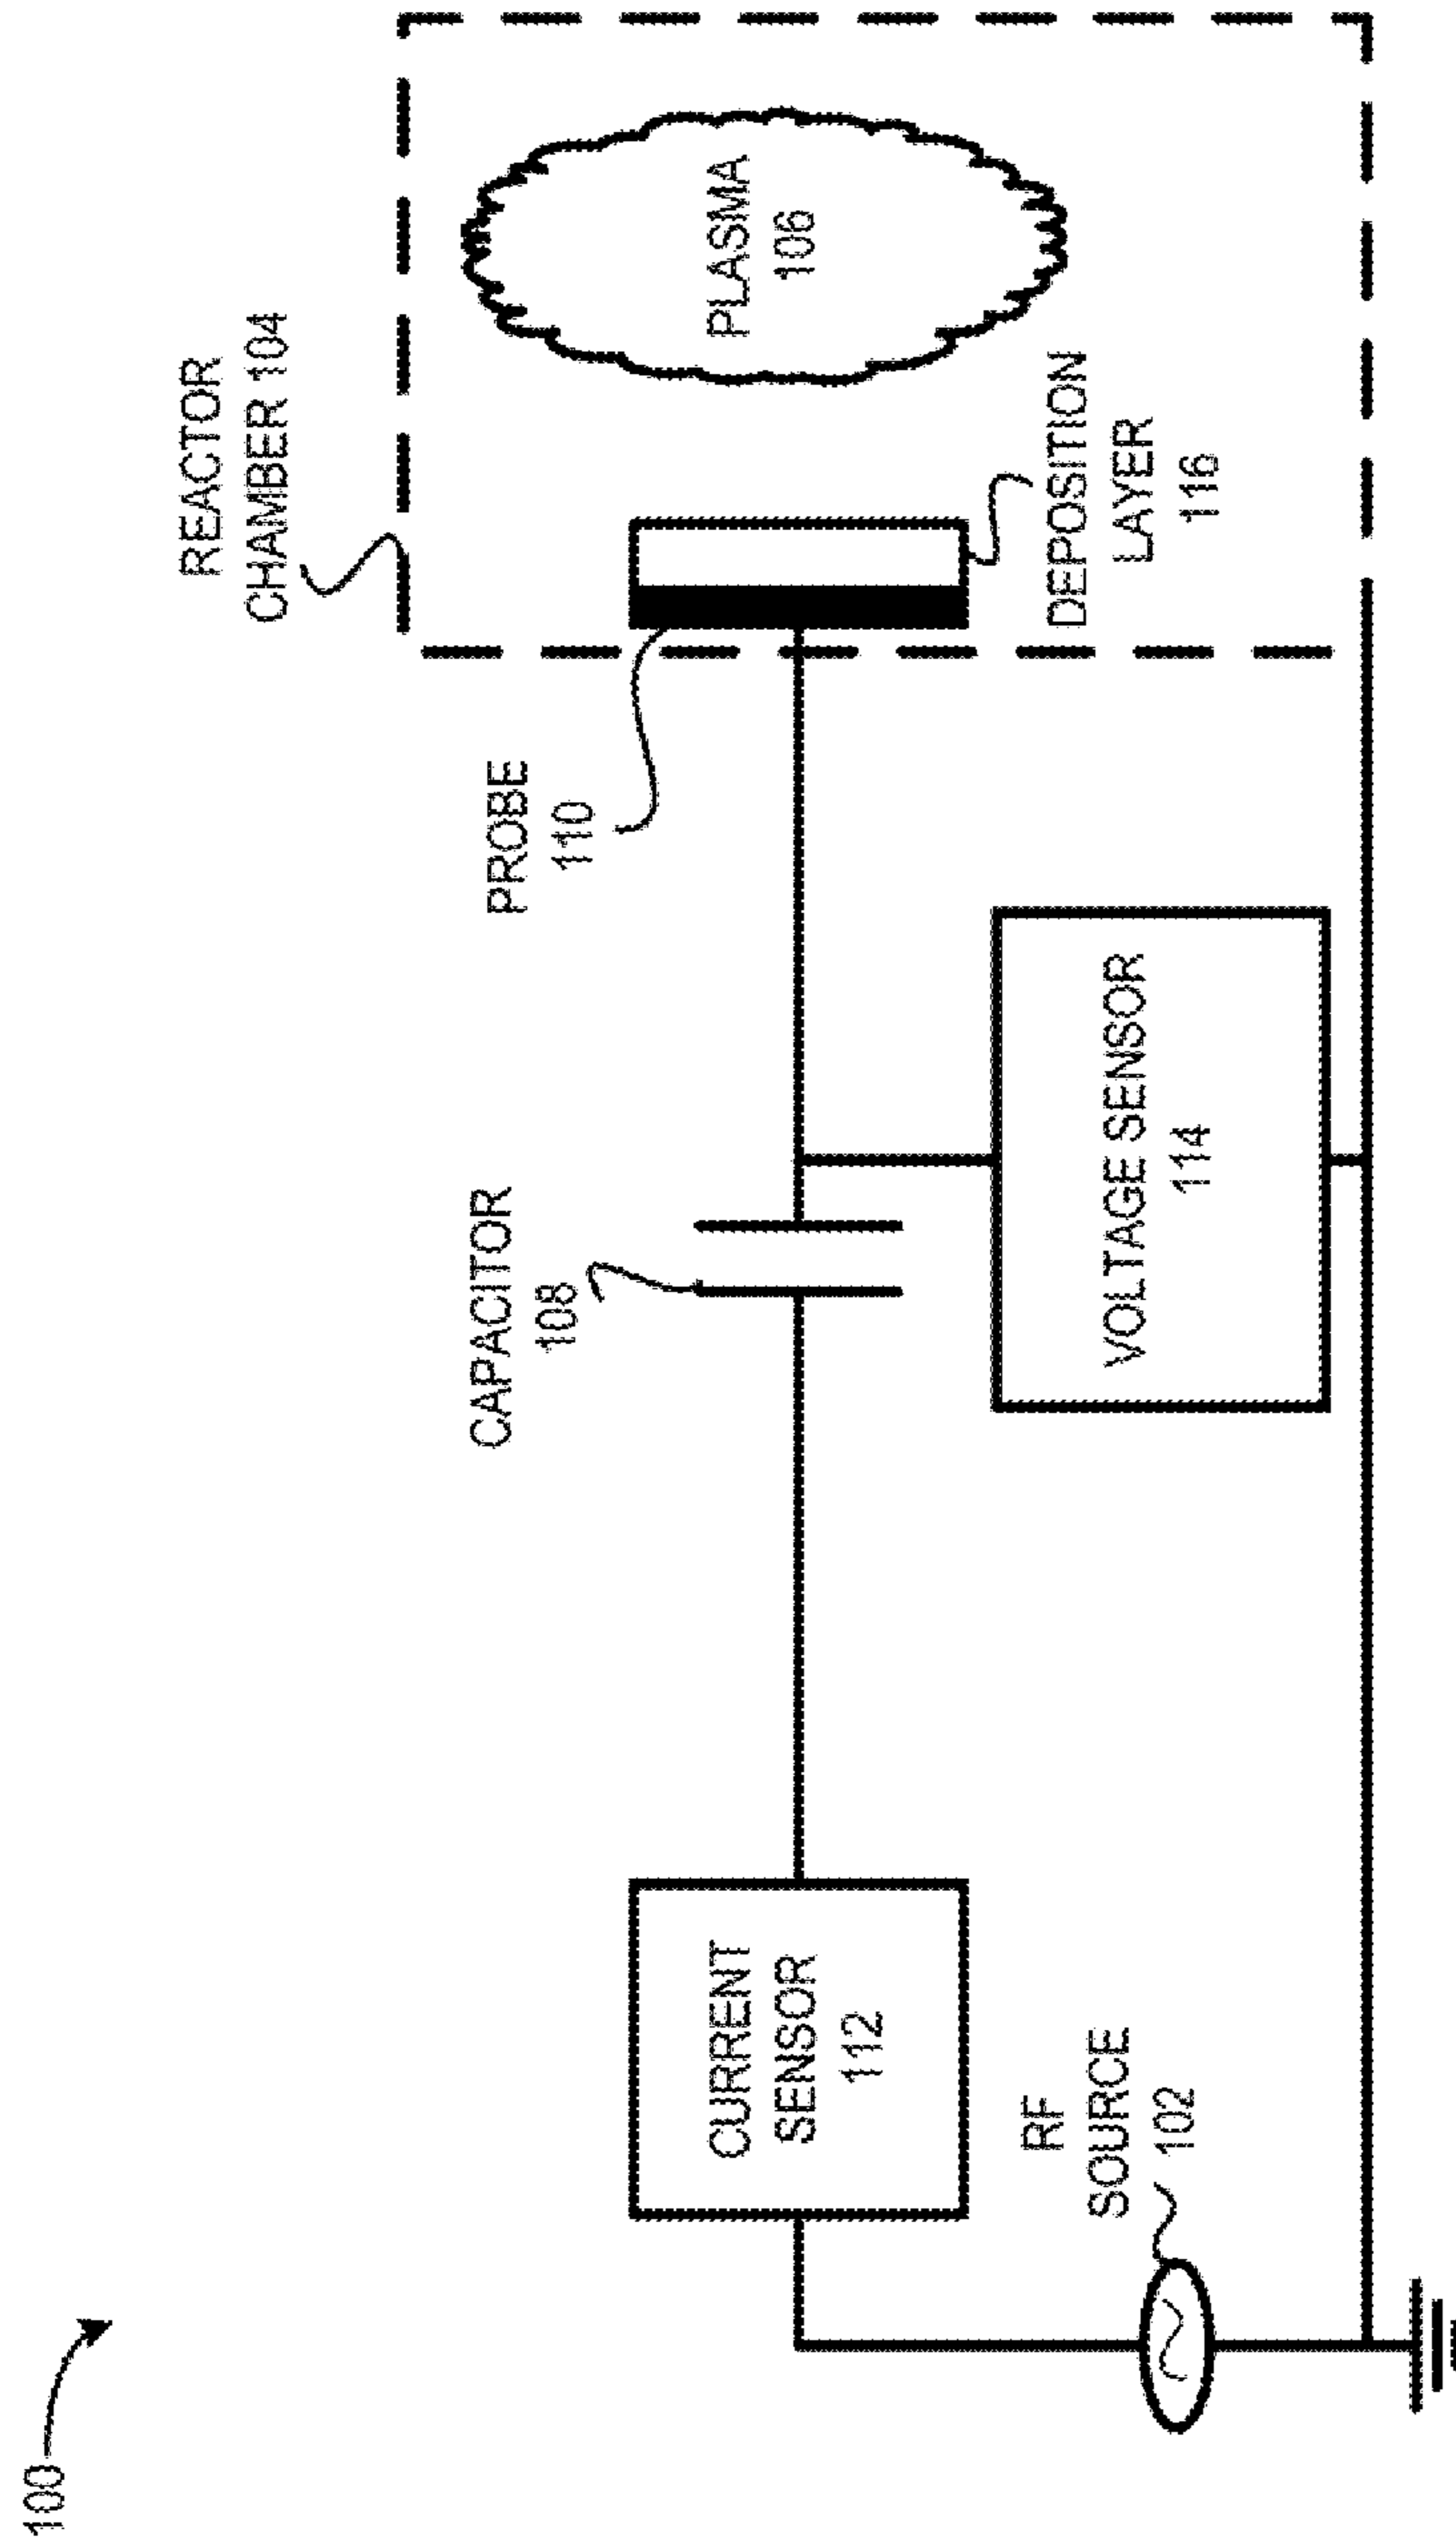 100
REACTOR
CHAMBER 104
PLASMA
106
PROBE
110
DEPOSITION
LAYER
116
CAPACITOR
108
VOLTAGE SENSOR
114
CURRENT
SENSOR
112
RF
SOURCE
102